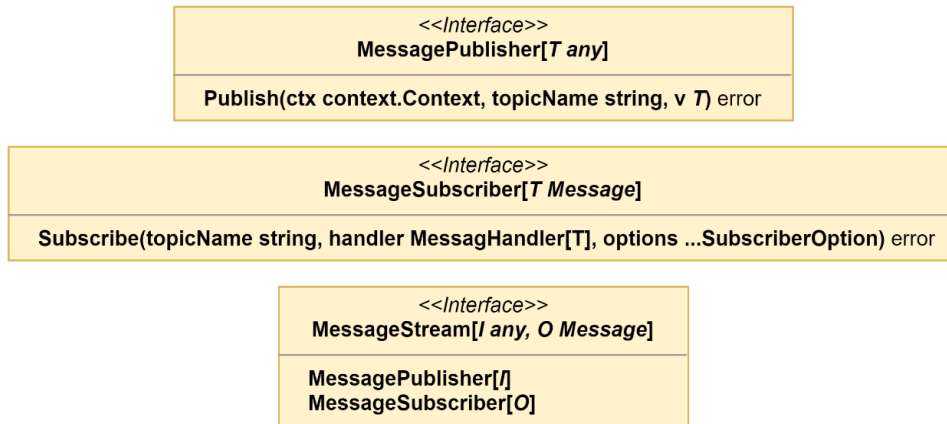 <<Interface>>
MessagePublisher[T any]
Publish(ctx context.Context, topicName string, v T) error
<<Interface>>
MessageSubscriber[T Message]
Subscribe(topicName string, handler MessagHandler[T], options ...SubscriberOption) error
<<Interface>>
MessageStream[I any, O Message]
MessagePublisher[I]
MessageSubscriber[O]